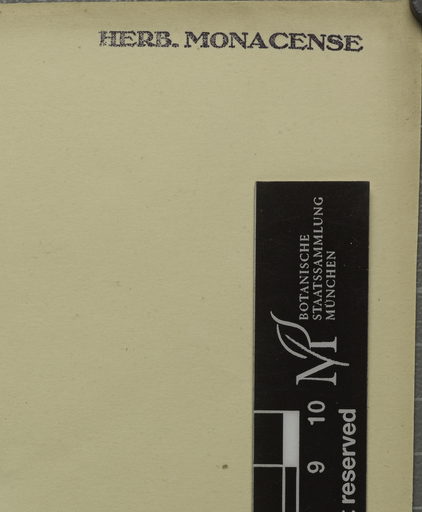 HERB. MONACENSE
BOTANISCHE
STAATSSAMMLUNG
MÜNCHEN
M
9 10
reserved